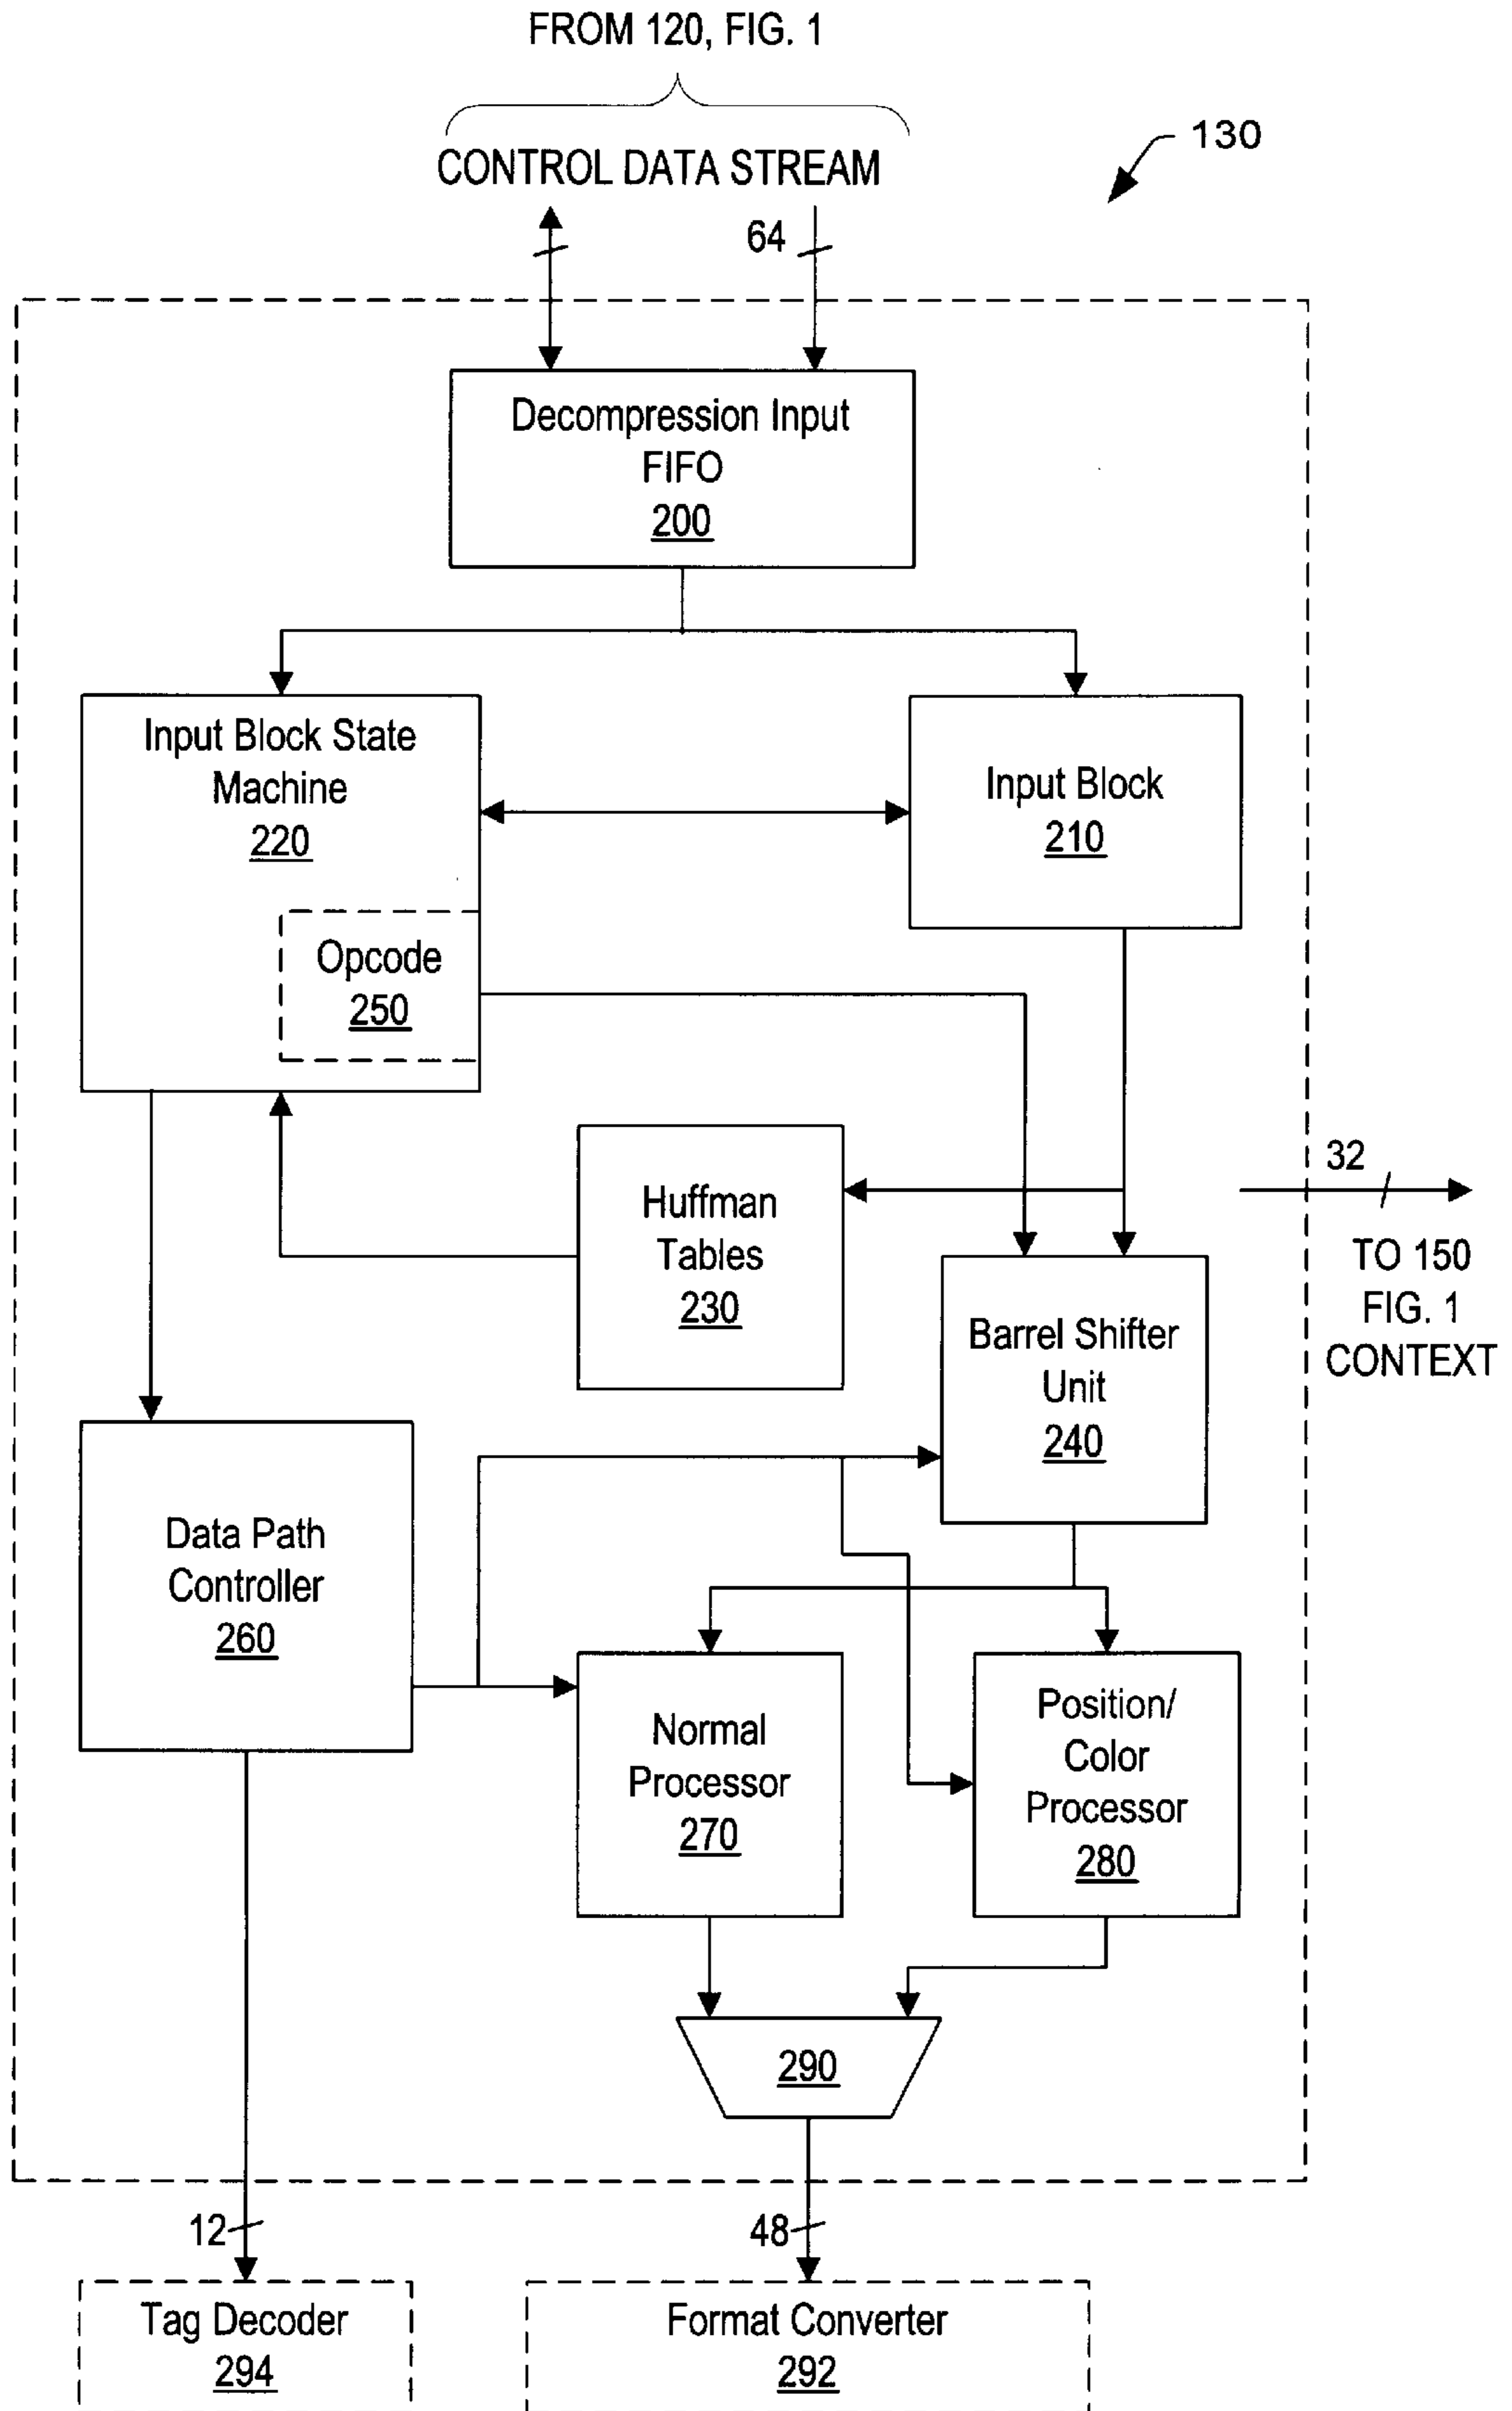 FROM 120, FIG. 1
130
CONTROL DATA STREAM
64
Decompression Input
FIFO
200
Input Block State
Machine
220
Input Block
210
Opcode
250
32
TO 150
FIG. 1
CONTEXT
Huffman
Tables
230
Barrel Shifter
Unit
240
Data Path
Controller
260
Normal
Processor
270
Position/
Color
Processor
280
290
12
48
Tag Decoder
294
Format Converter
292